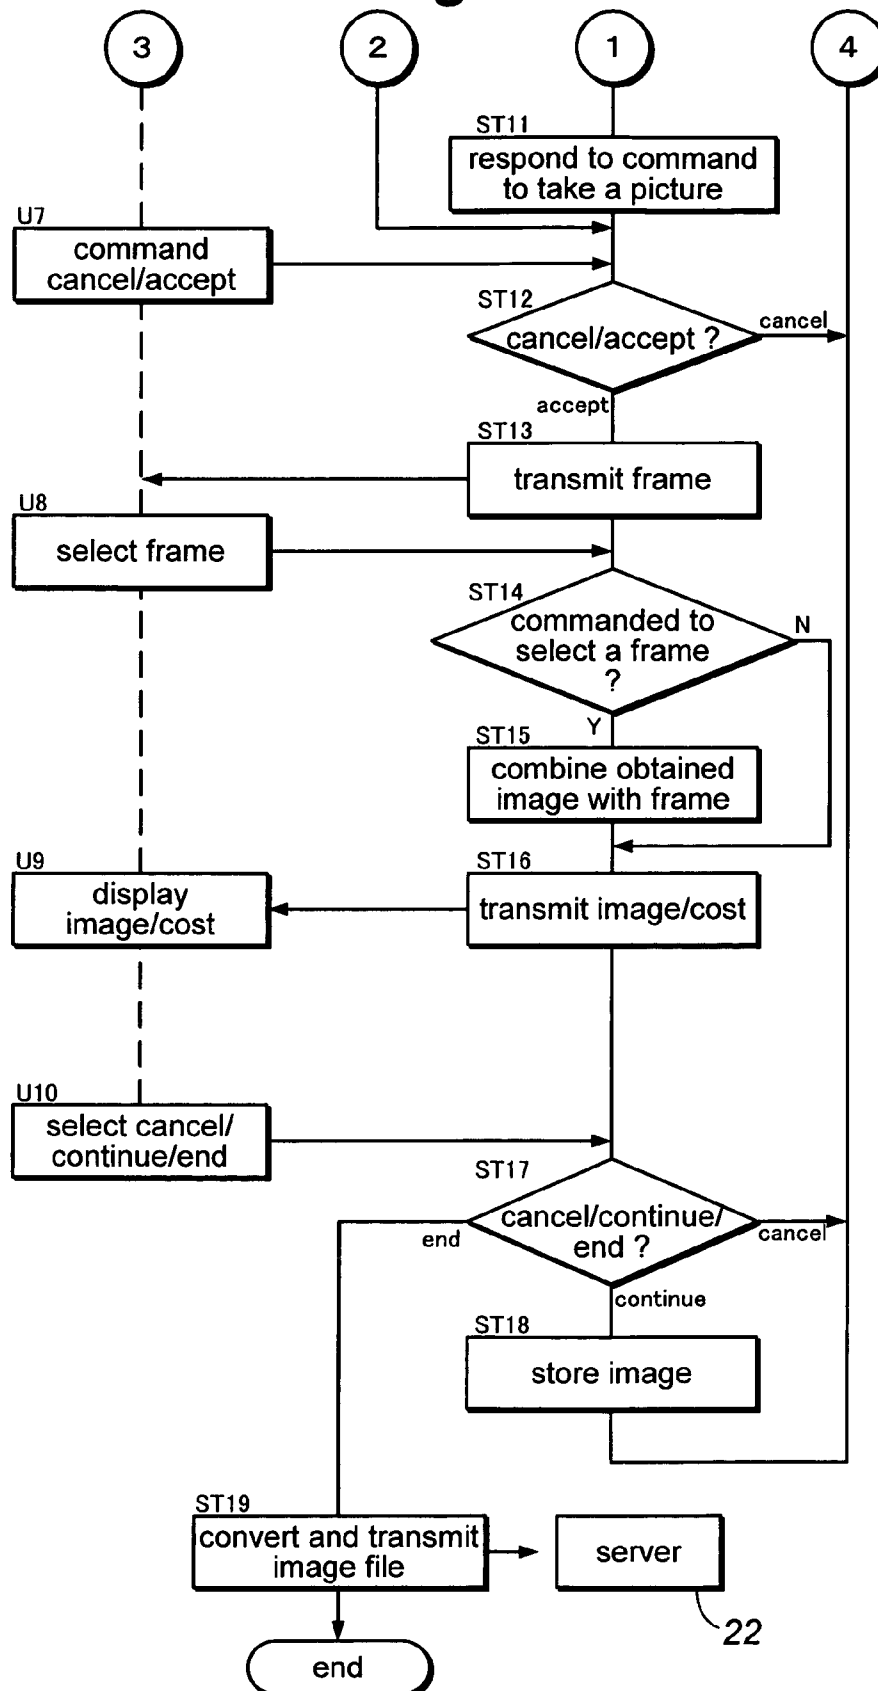 3
2
1
4
ST11
respond to command
to take a picture
U7
command
cancel/accept
ST12
cancel/accept ?
cancel
accept
ST13
transmit frame
U8
select frame
ST14
commanded to
select a frame
?
N
Y
ST15
combine obtained
image with frame
U9
display
image/cost
ST16
transmit image/cost
U10
select cancel/
continue/end
ST17
cancel/continue/
end ?
end
cancel
continue
ST18
store image
ST19
convert and transmit
image file
server
22
end